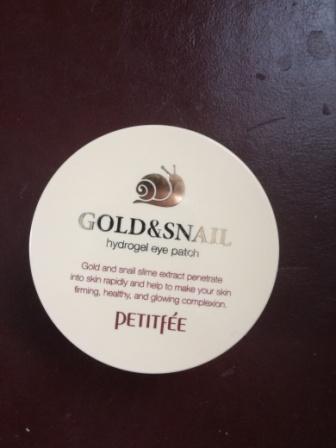 GOLD&SNAIL
hydrogel eye patch
Gold and snail slime extract penetrate
into skin rapidly and help to make your skin
firming, healthy, and glowing complexion.
PETITFÉE